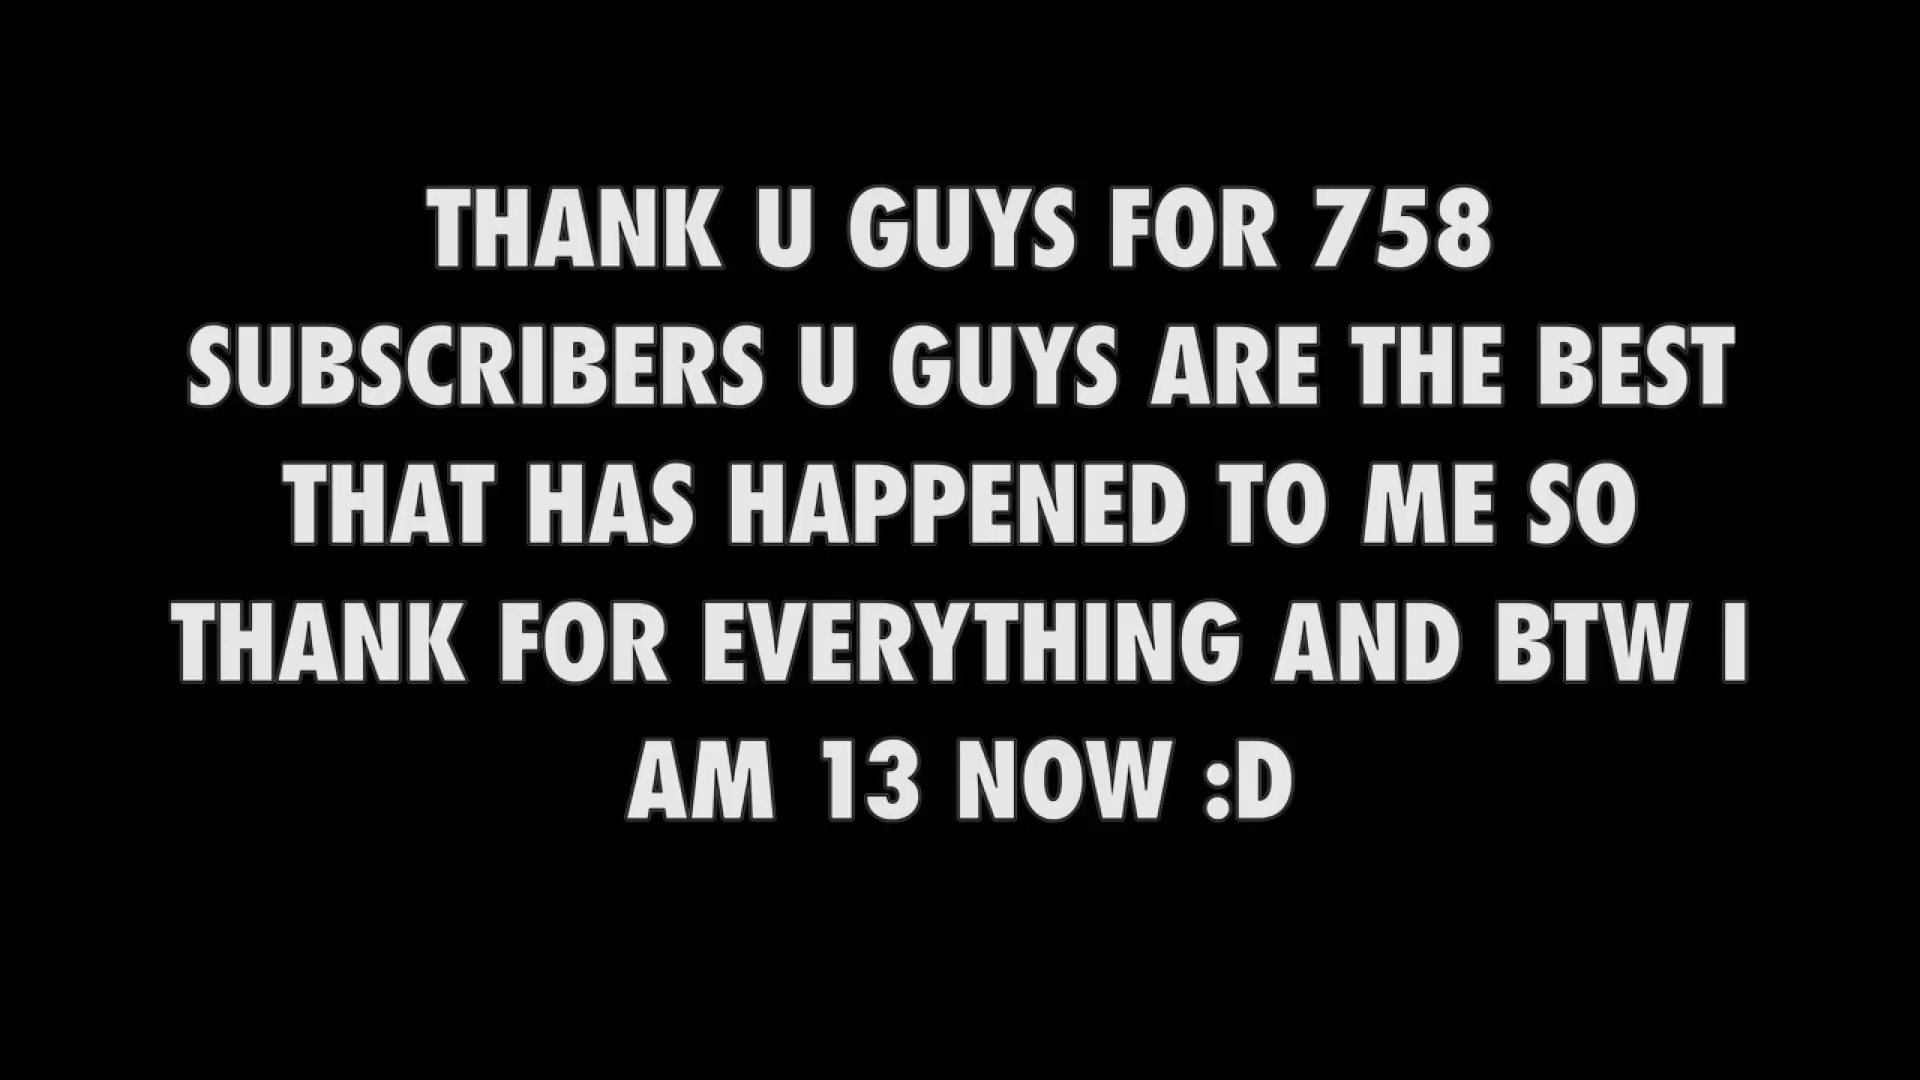 THANK U GUYS FOR 758
SUBSCRIBERS U GUYS ARE THE BEST
THAT HAS HAPPENED TO ME SO
THANK FOR EVERYTHING AND BTW I
AM 13 NOW :D